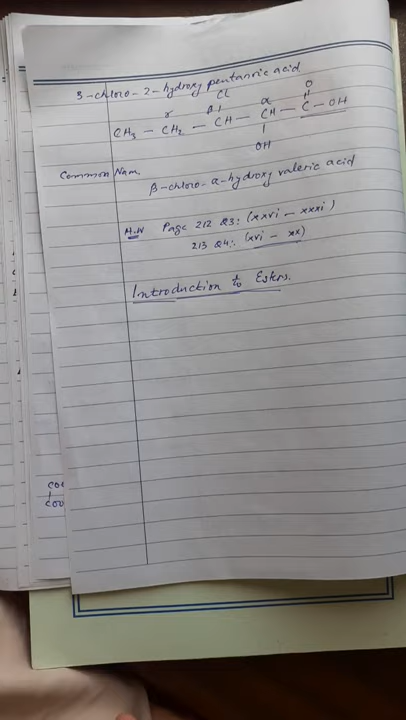 3-chloro-2-hydroxy pentanoic acid
Cl O
γ β α
CH₃ — CH₂ — CH — CH — C — OH
OH
Common Nam.
β-chloro-α-hydroxy valeric acid
H.W Page 212 Q3: (xxvi — xxxi)
213 Q4: (xvi — xx)
Introduction to Esters.
COO